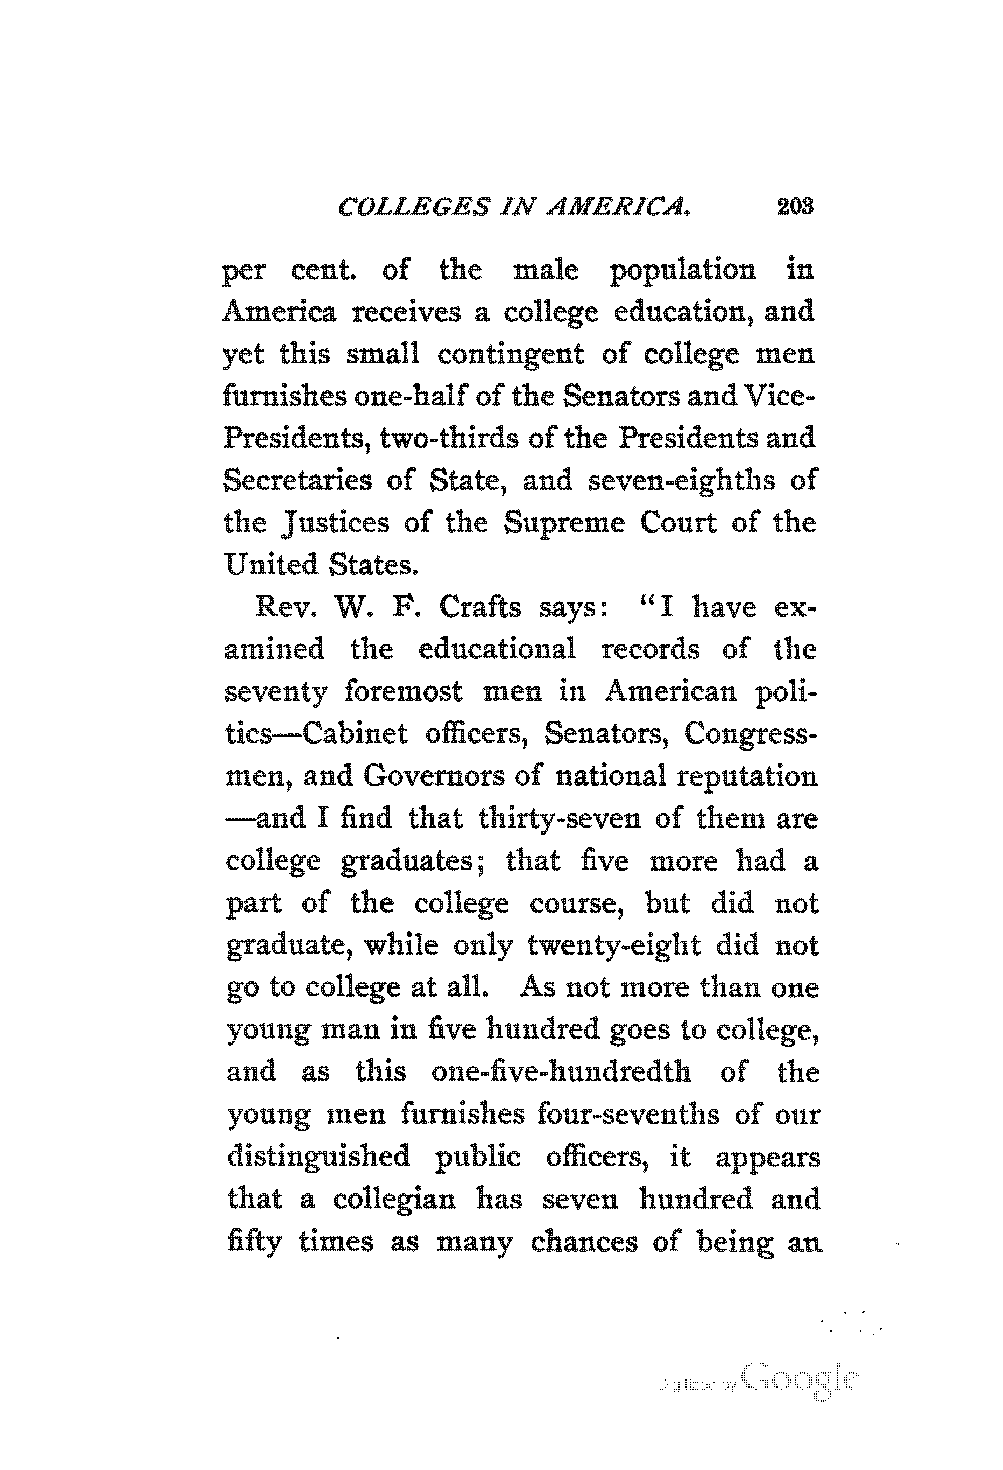 COLLEGES IN AMERICA. 203
per cent. of the male population in
America receives a college education, and
yet this small contingent of college men
furnishes one-half of the Senators and Vice-
Presidents, two-thirds of the Presidents and
Secretaries of State, and seven-eighths of
the Justices of the Supreme Court of the
United States.
Rev. W. F. Crafts says: "I have ex-
amined the educational records of the
seventy foremost men in American poli-
tics—Cabinet officers, Senators, Congress-
men, and Governors of national reputation
—and I find that thirty-seven of them are
college graduates; that five more had a
part of the college course, but did not
graduate, while only twenty-eight did not
go to college at all. As not more than one
young man in five hundred goes to college,
and as this one-five-hundredth of the
young men furnishes four-sevenths of our
distinguished public officers, it appears
that a collegian has seven hundred and
fifty times as many chances of being an
Digitized by Google